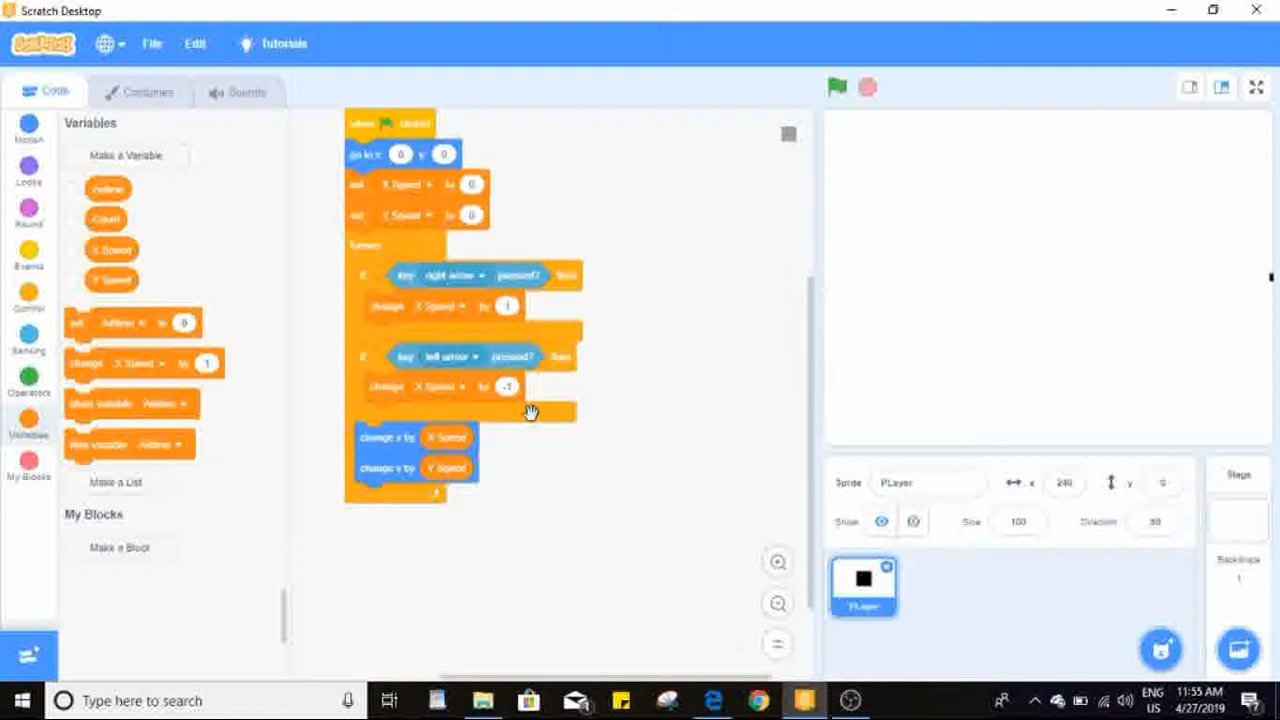 Scratch Desktop
SCRATCH
File
Edit
Tutorials
Code
Costumes
Sounds
Motion
Looks
Sound
Events
Control
Sensing
Operators
Variables
My Blocks
Variables
Make a Variable
Count
X Speed
Y Speed
set
to 0
change X Speed by 1
show variable
hide variable
Make a List
My Blocks
Make a Block
when clicked
go to x: 0 y: 0
set X Speed to 0
set Y Speed to 0
forever
if key right arrow pressed? then
change X Speed by 1
if key left arrow pressed? then
change X Speed by -1
change x by X Speed
change y by Y Speed
Sprite
PLayer
x 240
y 0
Show
Size 100
Direction
PLayer
Stage
Backdrops
1
Type here to search
ENG
US
11:55 AM
4/27/2019